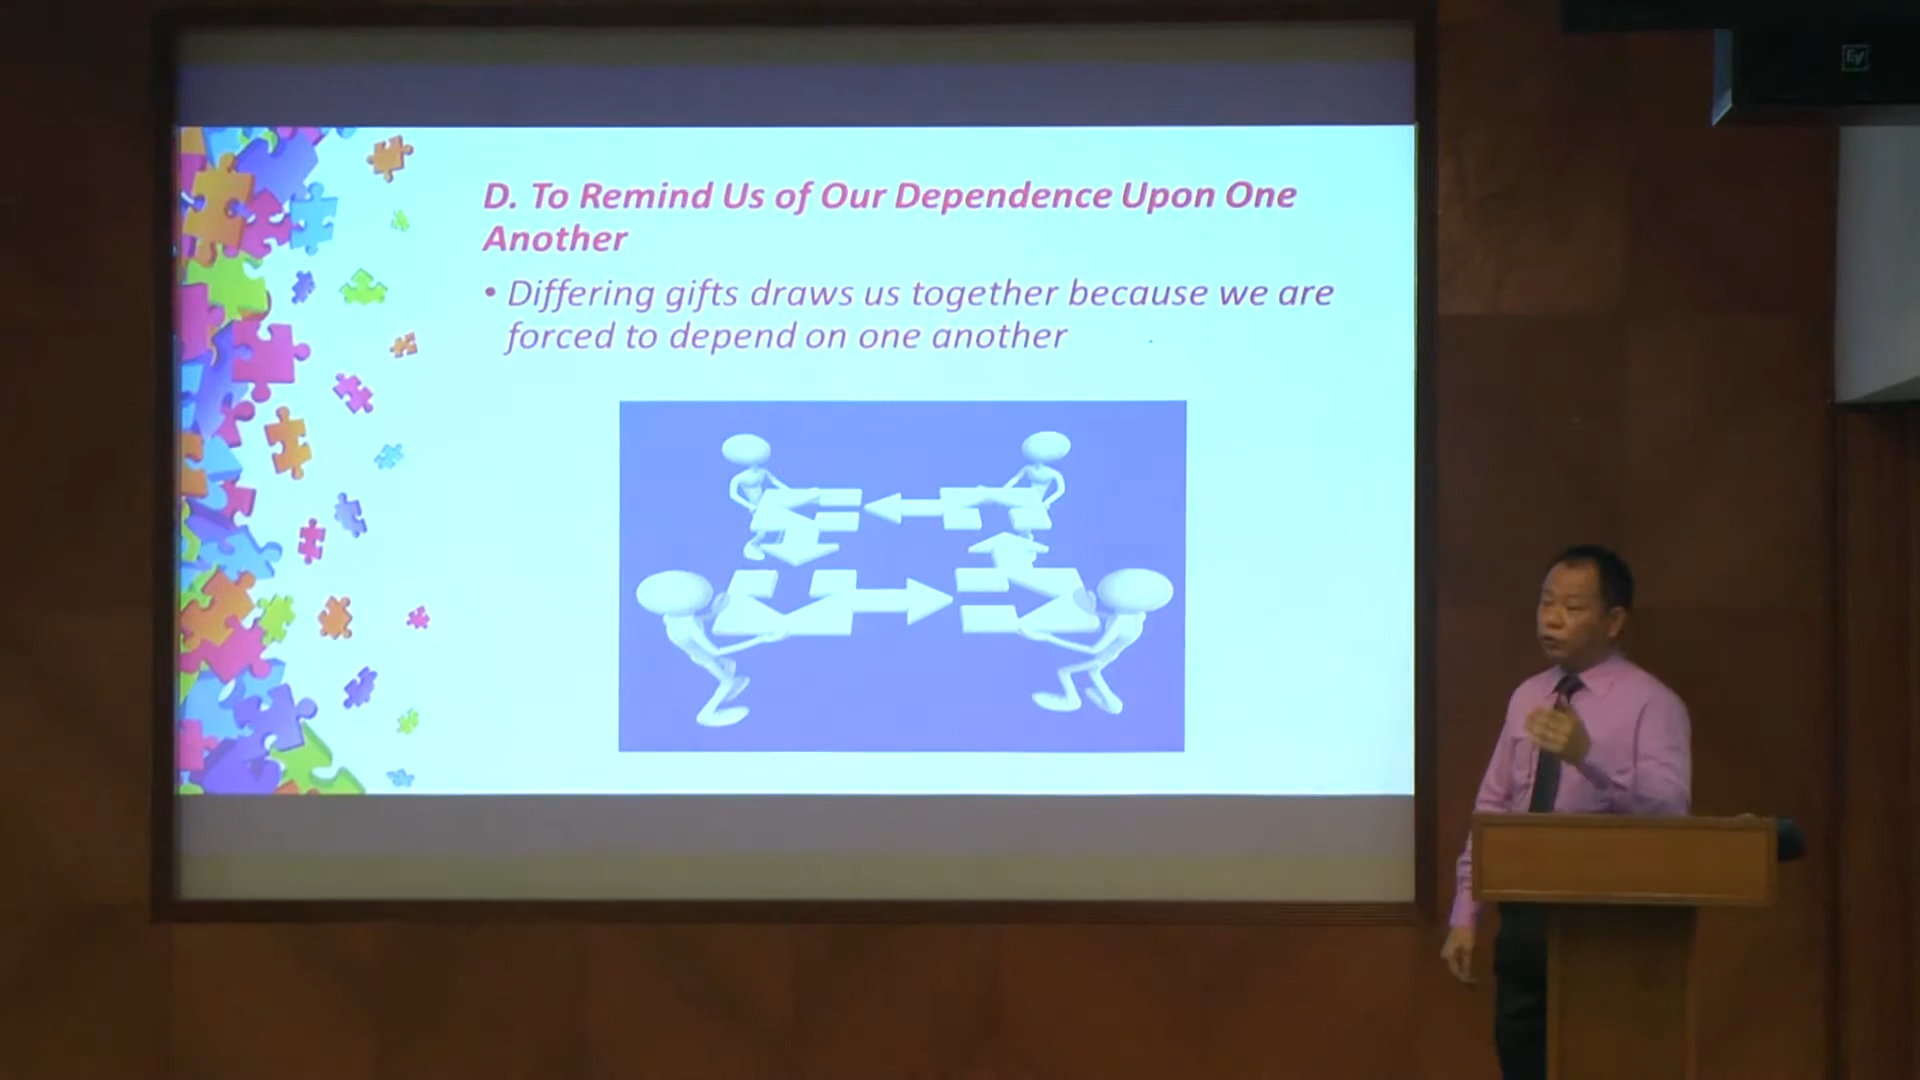 D. To Remind Us of Our Dependence Upon One
Another
• Differing gifts draws us together because we are
forced to depend on one another
EV